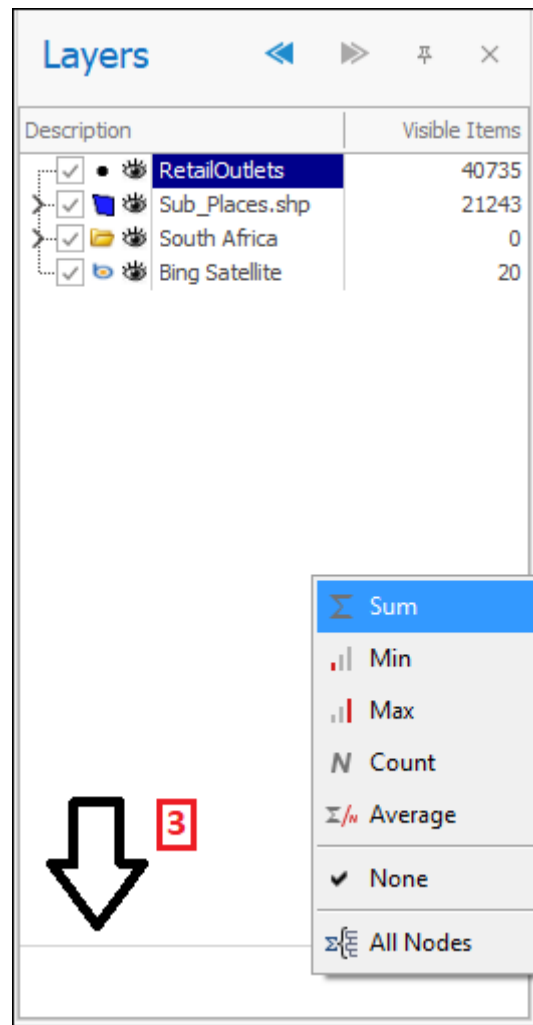 Layers
Description Visible Items
RetailOutlets 40735
Sub_Places.shp 21243
South Africa 0
Bing Satellite 20
Σ Sum
Min
Max
N Count
Σ/N Average
None
Σ All Nodes
3